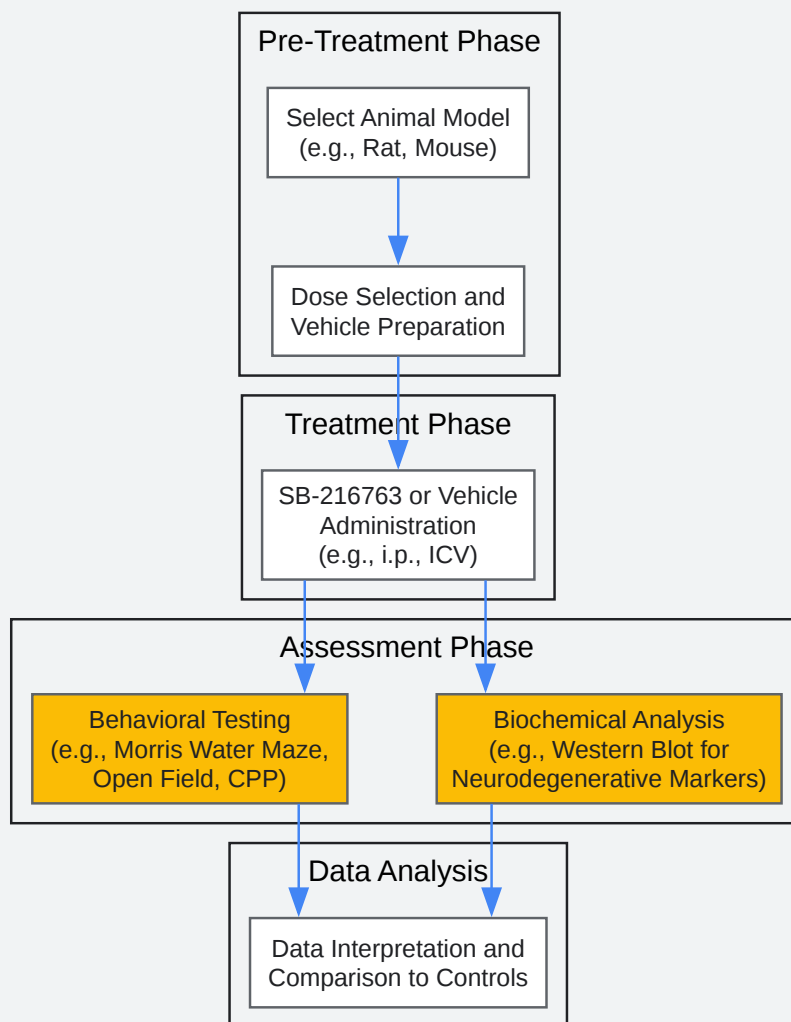 Pre-Treatment Phase
Select Animal Model
(e.g., Rat, Mouse)
Dose Selection and
Vehicle Preparation
Treatment Phase
SB-216763 or Vehicle
Administration
(e.g., i.p., ICV)
Assessment Phase
Behavioral Testing
(e.g., Morris Water Maze,
Open Field, CPP)
Biochemical Analysis
(e.g., Western Blot for
Neurodegenerative Markers)
Data Analysis
Data Interpretation and
Comparison to Controls